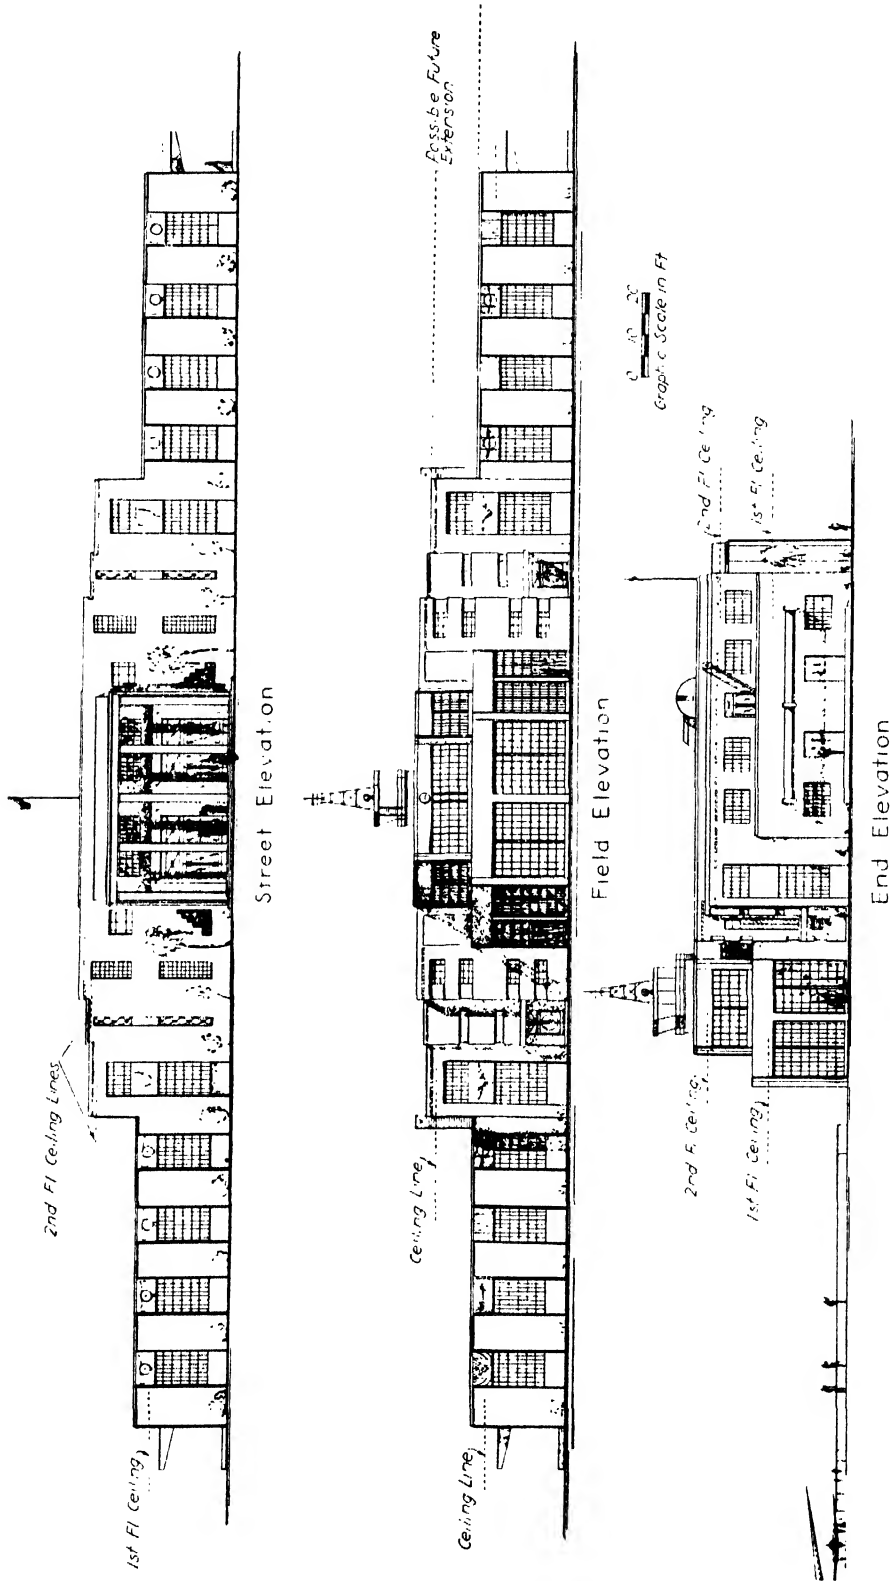 2nd Fl Ceiling Lines
1st Fl Ceiling
Street Elevation
Possible Future
Extension
Ceiling Line
Ceiling Line
Field Elevation
0 10 20
Graphic Scale in Ft
2nd Fl Ceiling
1st Fl Ceiling
2nd Fl Ceiling
1st Fl Ceiling
End Elevation